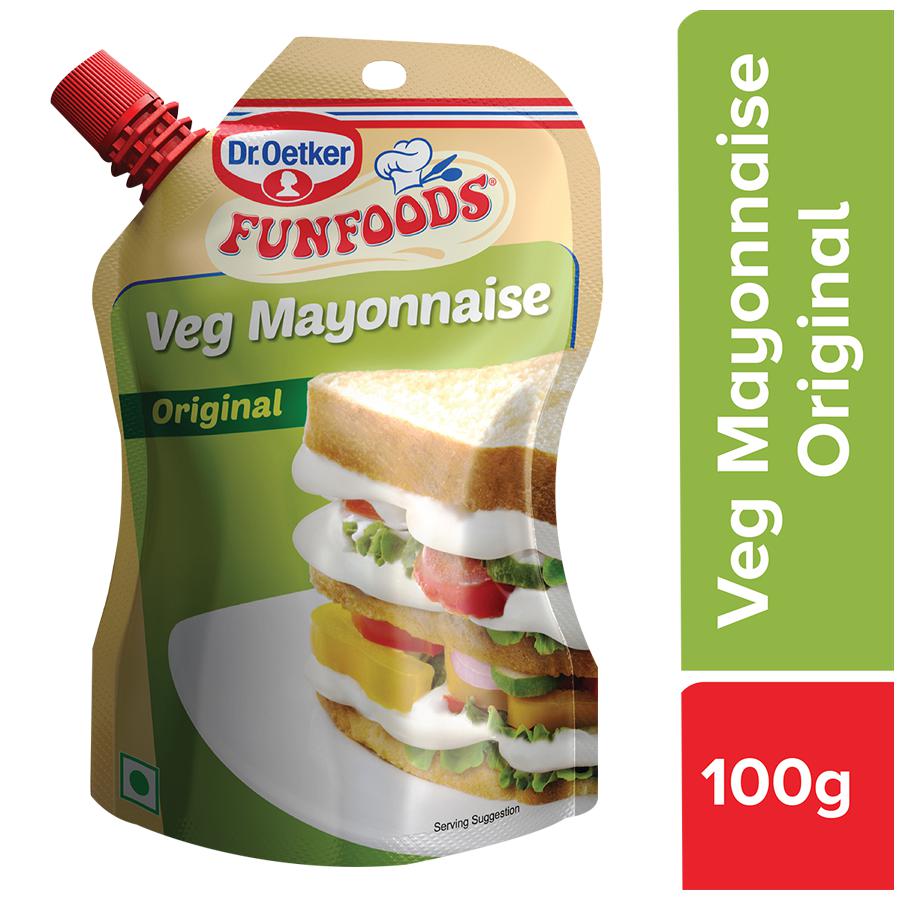 Dr.Oetker
FUNFOODS®
Veg Mayonnaise
Original
Serving Suggestion
Veg Mayonnaise
Original
100g